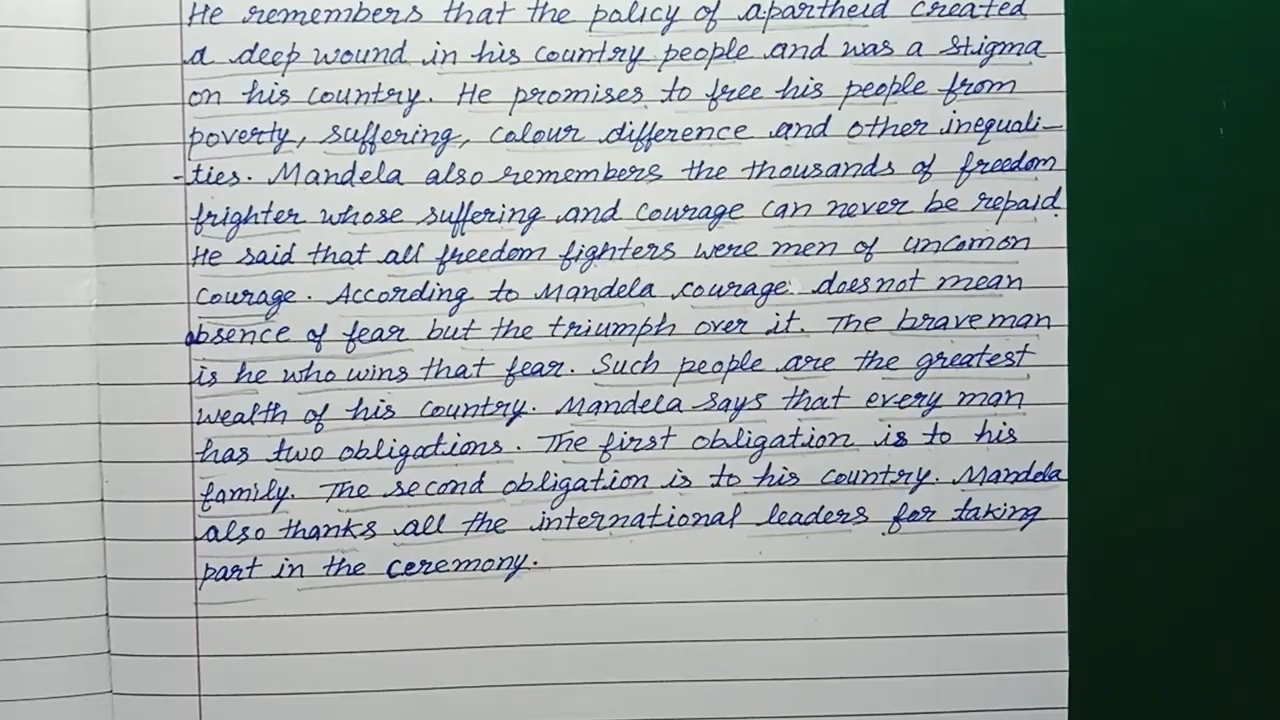 He remembers that the policy of apartheid created
a deep wound in his country people and was a stigma
on his country. He promises to free his people from
poverty, suffering, colour difference and other inequali-
-ties. Mandela also remembers the thousands of freedom
frighter whose suffering and courage can never be repaid.
He said that all freedom fighters were men of uncomon
courage. According to Mandela courage does not mean
absence of fear but the triumph over it. The brave man
is he who wins that fear. Such people are the greatest
wealth of his country. Mandela says that every man
has two obligations. The first obligation is to his
family. The second obligation is to his country. Mandela
also thanks all the international leaders for taking
part in the ceremony.